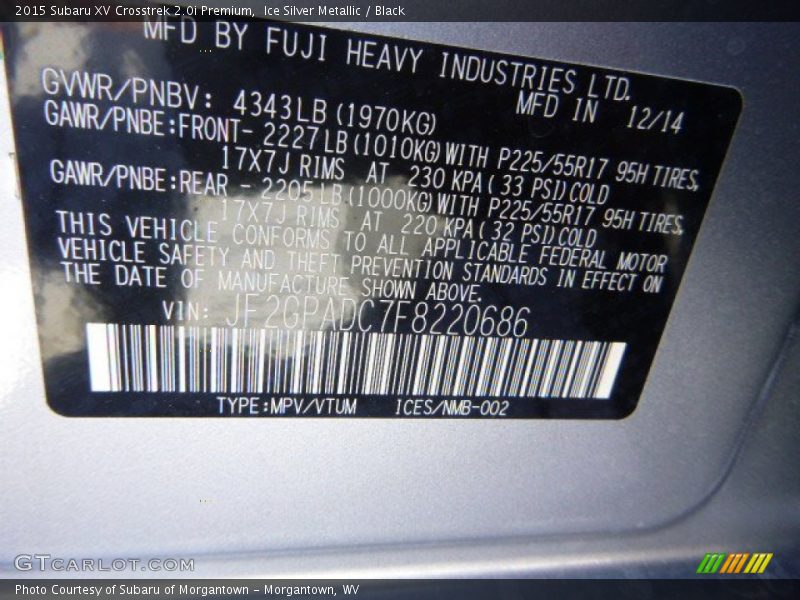 2015 Subaru XV Crosstrek 2.0i Premium,  Ice Silver Metallic / Black
MFD BY FUJI HEAVY INDUSTRIES LTD.
MFD IN 12/14
GVWR/PNBV: 4343LB(1970KG)
GAWR/PNBE:FRONT- 2227LB(1010KG)WITH P225/55R17 95H TIRES,
17X7J RIMS AT 230 KPA( 33 PSI)COLD
GAWR/PNBE:REAR - 2205LB(1000KG)WITH P225/55R17 95H TIRES,
17X7J RIMS AT 220 KPA( 32 PSI)COLD
THIS VEHICLE CONFORMS TO ALL APPLICABLE FEDERAL MOTOR
VEHICLE SAFETY AND THEFT PREVENTION STANDARDS IN EFFECT ON
THE DATE OF MANUFACTURE SHOWN ABOVE.
VIN: JF2GPADC7F8220686
TYPE:MPV/VTUM ICES/NMB-002
GTcarlot.com
Photo Courtesy of Subaru of Morgantown - Morgantown, WV